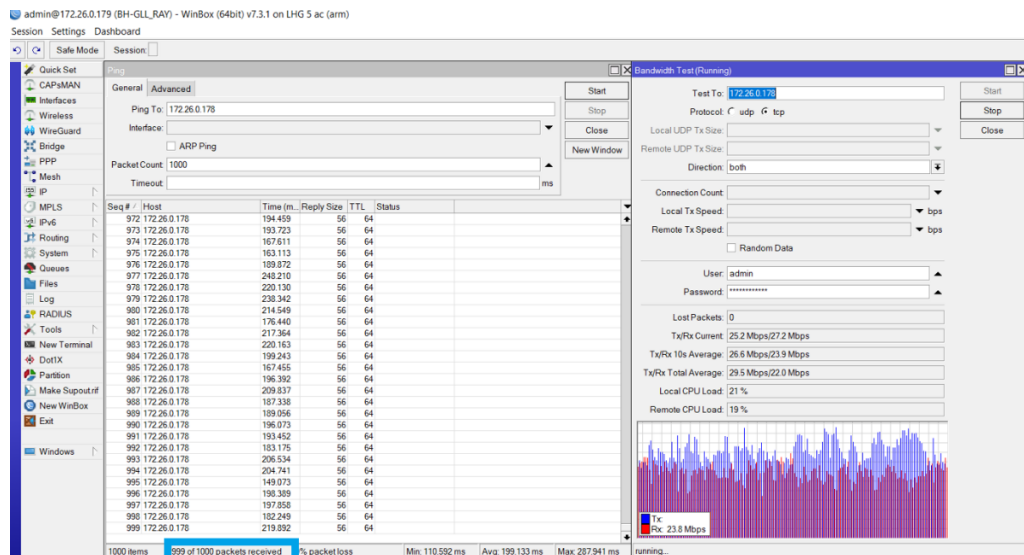 admin@172.26.0.179 (BH-GLL_RAY) - WinBox (64bit) v7.3.1 on LHG 5 ac (arm)
Session Settings Dashboard
Safe Mode Session:
Quick Set
CAPsMAN
Interfaces
Wireless
WireGuard
Bridge
PPP
Mesh
IP
MPLS
IPv6
Routing
System
Queues
Files
Log
RADIUS
Tools
New Terminal
Dot1X
Partition
Make Supout.rif
New WinBox
Exit
Windows
Ping
General Advanced
Ping To: 172.26.0.178
Interface:
ARP Ping
Packet Count: 1000
Timeout: ms
Start
Stop
Close
New Window
Seq # Host Time (m... Reply Size TTL Status
972 172.26.0.178 194.459 56 64
973 172.26.0.178 193.723 56 64
974 172.26.0.178 167.611 56 64
975 172.26.0.178 163.113 56 64
976 172.26.0.178 189.872 56 64
977 172.26.0.178 248.210 56 64
978 172.26.0.178 220.130 56 64
979 172.26.0.178 238.342 56 64
980 172.26.0.178 214.549 56 64
981 172.26.0.178 176.440 56 64
982 172.26.0.178 217.364 56 64
983 172.26.0.178 220.163 56 64
984 172.26.0.178 199.243 56 64
985 172.26.0.178 167.455 56 64
986 172.26.0.178 196.392 56 64
987 172.26.0.178 209.837 56 64
988 172.26.0.178 187.338 56 64
989 172.26.0.178 189.056 56 64
990 172.26.0.178 196.073 56 64
991 172.26.0.178 193.452 56 64
992 172.26.0.178 183.175 56 64
993 172.26.0.178 206.534 56 64
994 172.26.0.178 204.741 56 64
995 172.26.0.178 149.073 56 64
996 172.26.0.178 198.389 56 64
997 172.26.0.178 197.858 56 64
998 172.26.0.178 182.249 56 64
999 172.26.0.178 219.892 56 64
1000 items 999 of 1000 packets received % packet loss Min: 110.592 ms Avg: 199.133 ms Max: 287.941 ms
Bandwidth Test (Running)
Test To: 172.26.0.178
Protocol: udp tcp
Local UDP Tx Size:
Remote UDP Tx Size:
Direction: both
Connection Count:
Local Tx Speed: bps
Remote Tx Speed: bps
Random Data
User: admin
Password: ************
Lost Packets: 0
Tx/Rx Current: 25.2 Mbps/27.2 Mbps
Tx/Rx 10s Average: 26.6 Mbps/23.9 Mbps
Tx/Rx Total Average: 29.5 Mbps/22.0 Mbps
Local CPU Load: 21 %
Remote CPU Load: 19 %
Tx:
Rx: 23.8 Mbps
running...
Start
Stop
Close